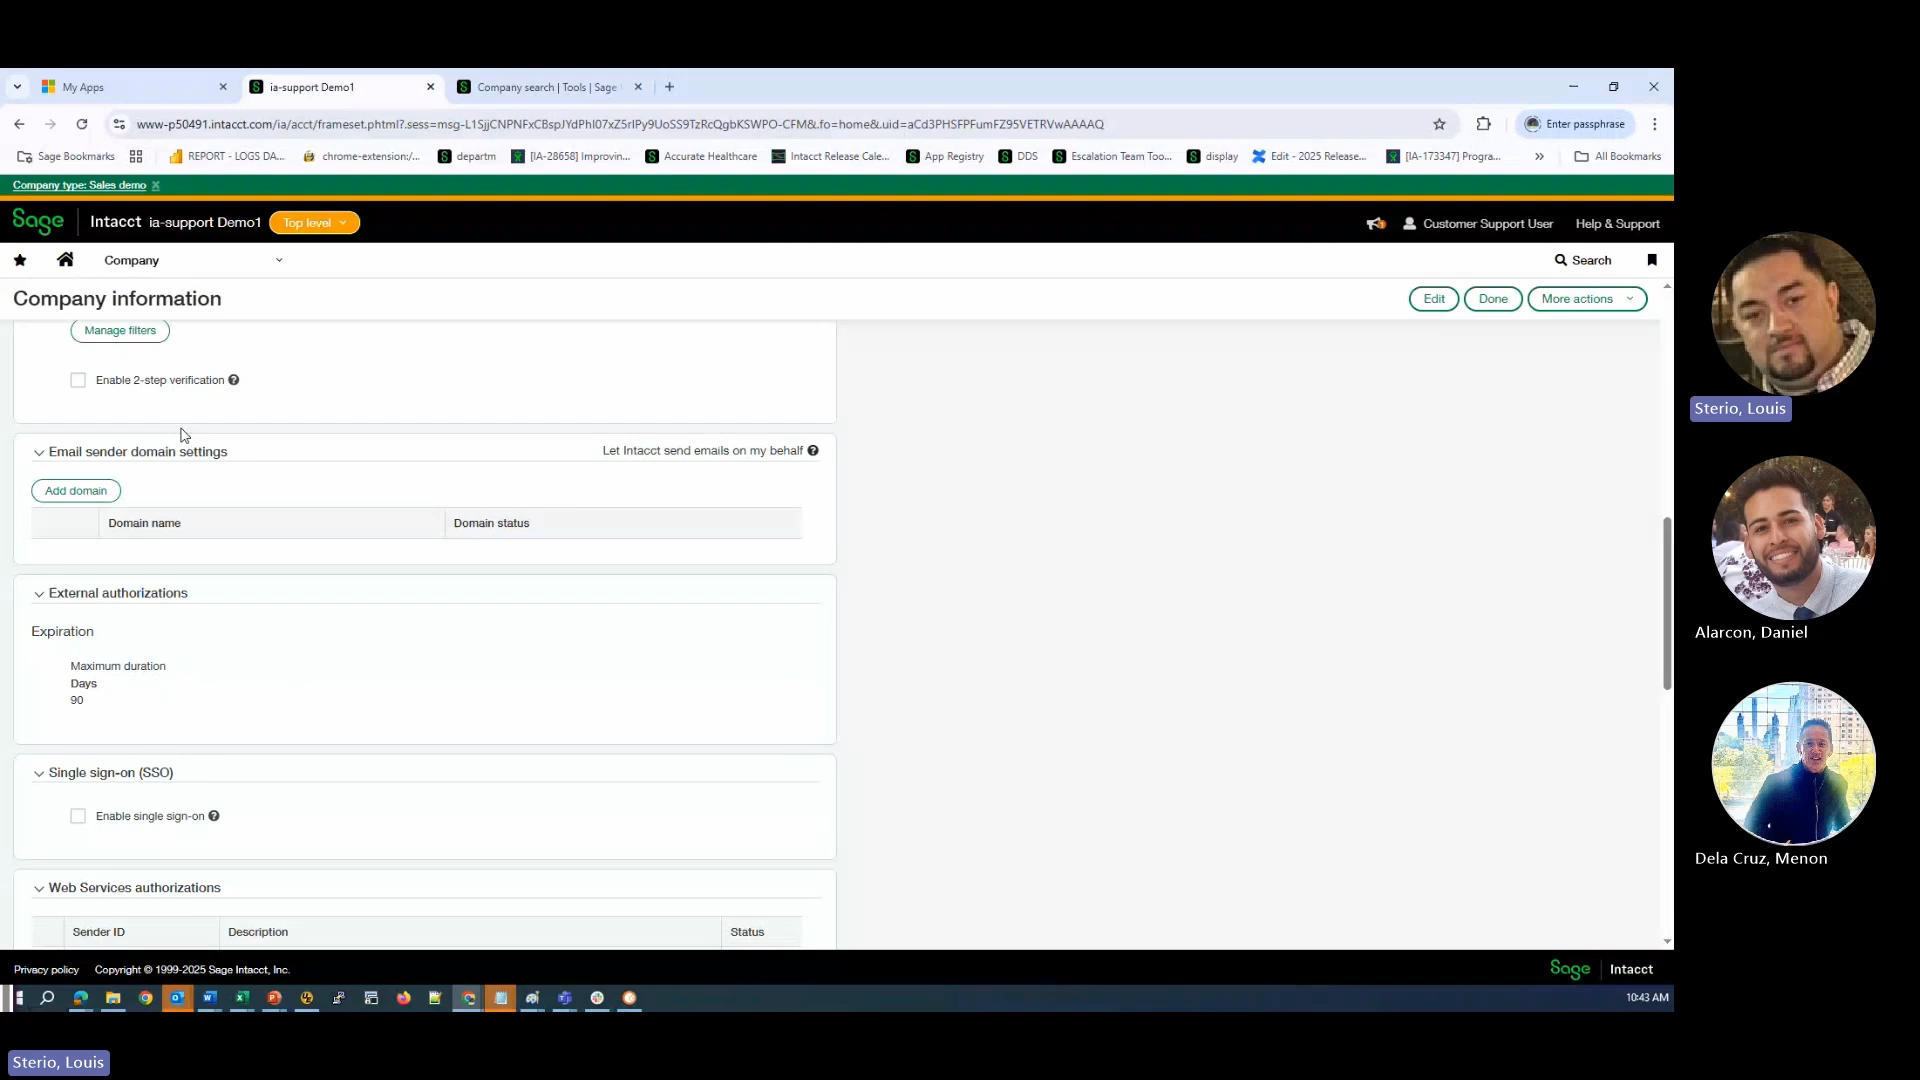 My Apps
ia-support Demo1
Company search | Tools | Sage
www-p50491.intacct.com/ia/acct/frameset.phtml?.sess=msg-L1SjjCNPNFxCBspJYdPhl07xZ5rlPy9UoSS9TzRcQgbKSWPO-CFM&.fo=home&.uid=aCd3PHSFPFumFZ95VETRVwAAAAQ
Enter passphrase
Sage Bookmarks
REPORT - LOGS DA...
chrome-extension:/...
departm
[IA-28658] Improvin...
Accurate Healthcare
Intacct Release Cale...
App Registry
DDS
Escalation Team Too...
display
Edit - 2025 Release...
[IA-173347] Progra...
All Bookmarks
Company type: Sales demo
Sage
Intacct ia-support Demo1
Top level
Customer Support User
Help & Support
Company
Search
Company information
Edit
Done
More actions
Manage filters
Enable 2-step verification
Email sender domain settings
Let Intacct send emails on my behalf
Add domain
Domain name
Domain status
External authorizations
Expiration
Maximum duration
Days
90
Single sign-on (SSO)
Enable single sign-on
Web Services authorizations
Sender ID
Description
Status
Privacy policy
Copyright © 1999-2025 Sage Intacct, Inc.
Sage
Intacct
10:43 AM
Sterio, Louis
Alarcon, Daniel
Dela Cruz, Menon
Sterio, Louis